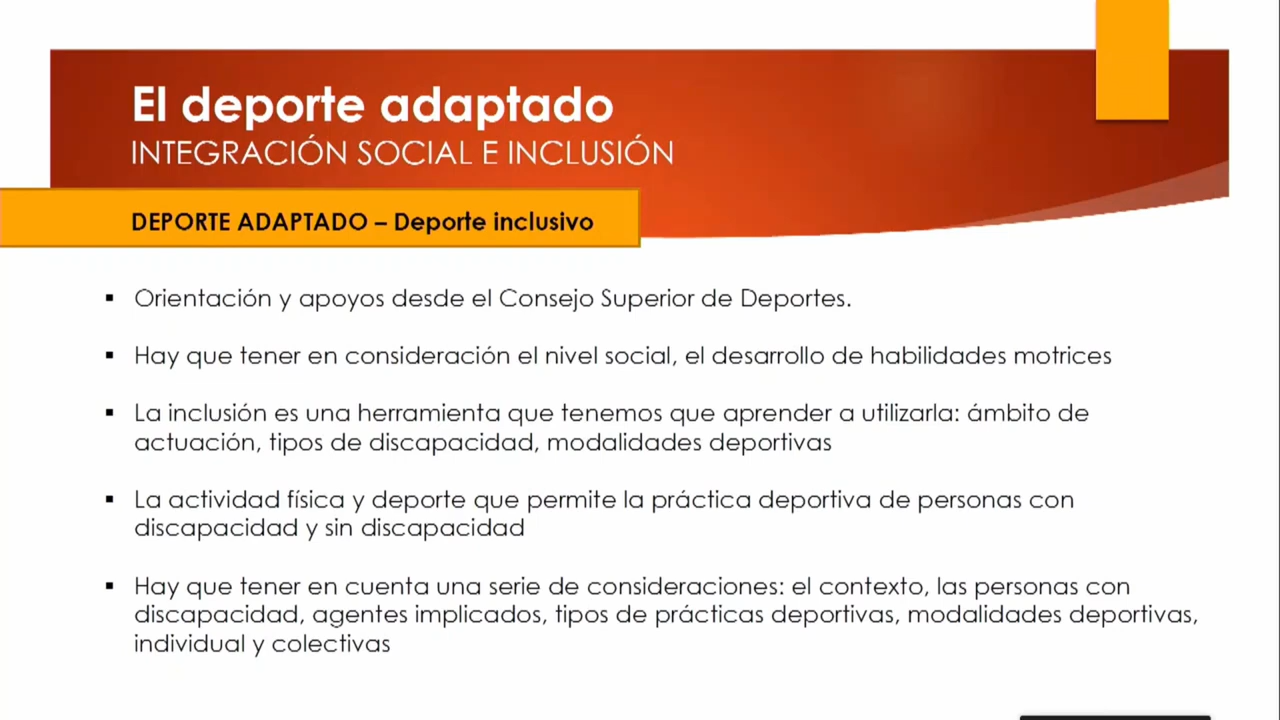 El deporte adaptado
INTEGRACIÓN SOCIAL E INCLUSIÓN
DEPORTE ADAPTADO – Deporte inclusivo
▪ Orientación y apoyos desde el Consejo Superior de Deportes.
▪ Hay que tener en consideración el nivel social, el desarrollo de habilidades motrices
▪ La inclusión es una herramienta que tenemos que aprender a utilizarla: ámbito de
actuación, tipos de discapacidad, modalidades deportivas
▪ La actividad física y deporte que permite la práctica deportiva de personas con
discapacidad y sin discapacidad
▪ Hay que tener en cuenta una serie de consideraciones: el contexto, las personas con
discapacidad, agentes implicados, tipos de prácticas deportivas, modalidades deportivas,
individual y colectivas